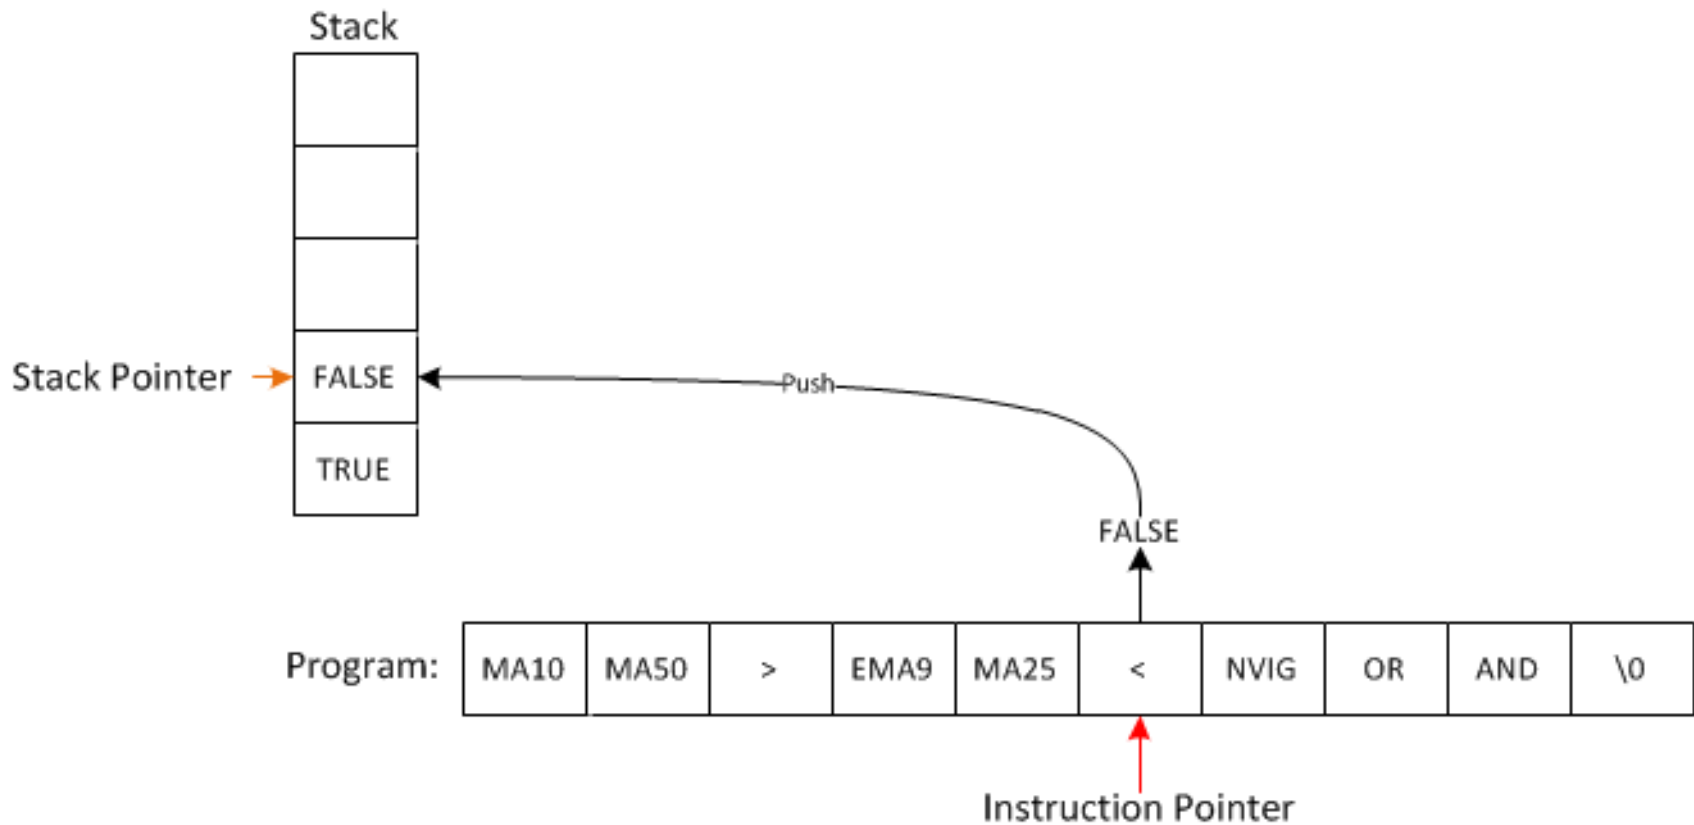 Stack
Stack Pointer
FALSE
Push
TRUE
FALSE
Program:
MA10
MA50
>
EMA9
MA25
<
NVIG
OR
AND
\0
Instruction Pointer